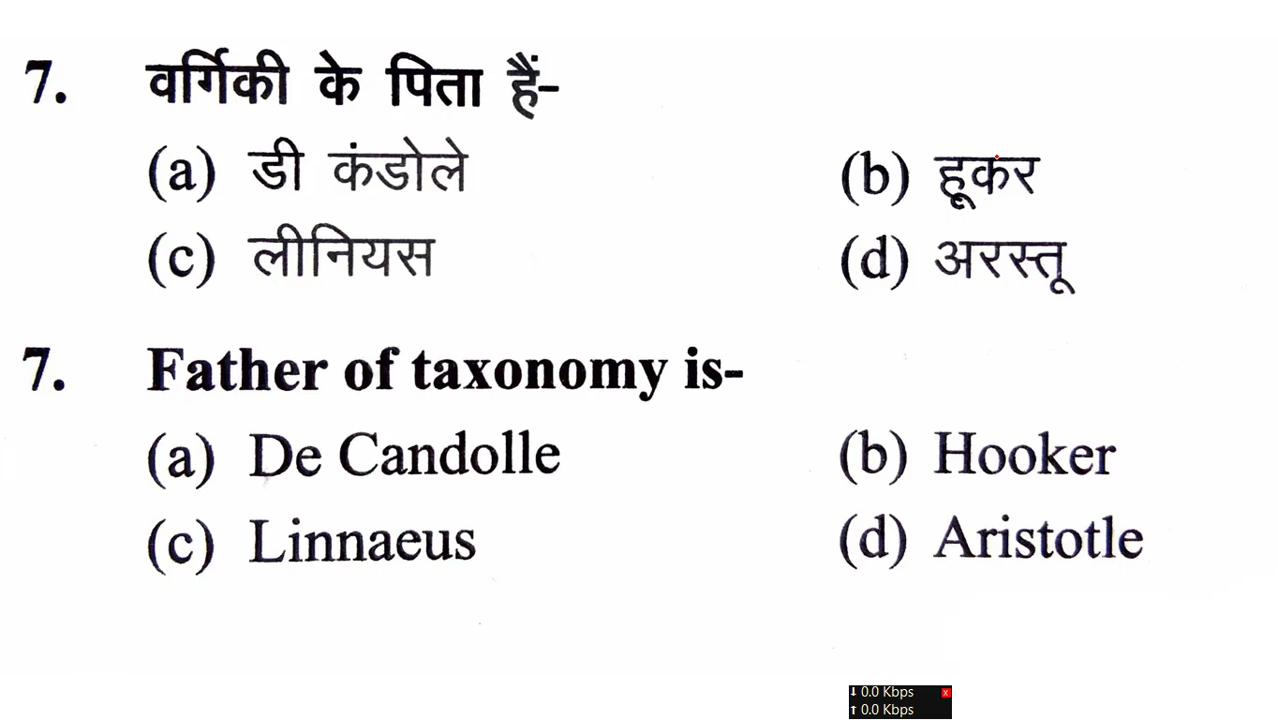 7. वर्गिकी के पिता हैं-
(a) डी कंडोले (b) हूकर
(c) लीनियस (d) अरस्तू
7. Father of taxonomy is-
(a) De Candolle (b) Hooker
(c) Linnaeus (d) Aristotle
↓ 0.0 Kbps x
↑ 0.0 Kbps